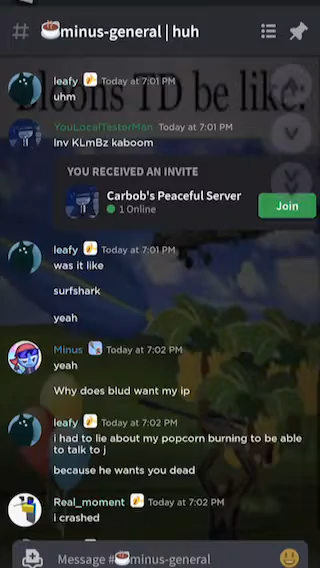 # ☕minus-general | huh
Bleons TD be like.
leafy Today at 7:01 PM
uhm
YouLocalTesterMan Today at 7:01 PM
Inv KLmBz kaboom
YOU RECEIVED AN INVITE
Carbob's Peaceful Server
1 Online
Join
leafy Today at 7:01 PM
was it like
surfshark
yeah
Minus Today at 7:02 PM
yeah
Why does blud want my ip
leafy Today at 7:02 PM
i had to lie about my popcorn burning to be able
to talk to j
because he wants you dead
Real_moment Today at 7:02 PM
i crashed
Message #☕minus-general